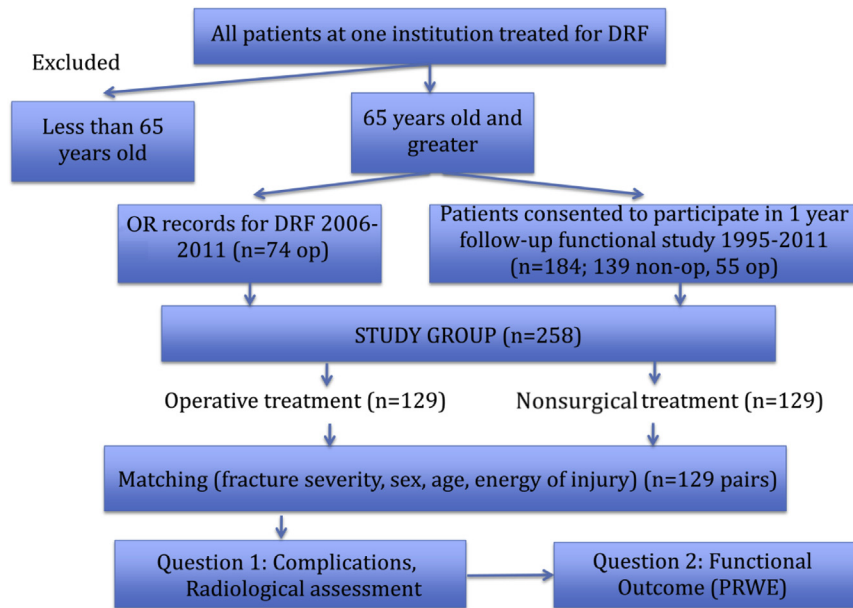 All patients at one institution treated for DRF
Excluded
Less than 65
years old
65 years old and
greater
OR records for DRF 2006-
2011 (n=74 op)
Patients consented to participate in 1 year
follow-up functional study 1995-2011
(n=184; 139 non-op, 55 op)
STUDY GROUP (n=258)
Operative treatment (n=129)
Nonsurgical treatment (n=129)
Matching (fracture severity, sex, age, energy of injury) (n=129 pairs)
Question 1: Complications,
Radiological assessment
Question 2: Functional
Outcome (PRWE)